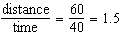 distance/time = 60/40 = 1.5